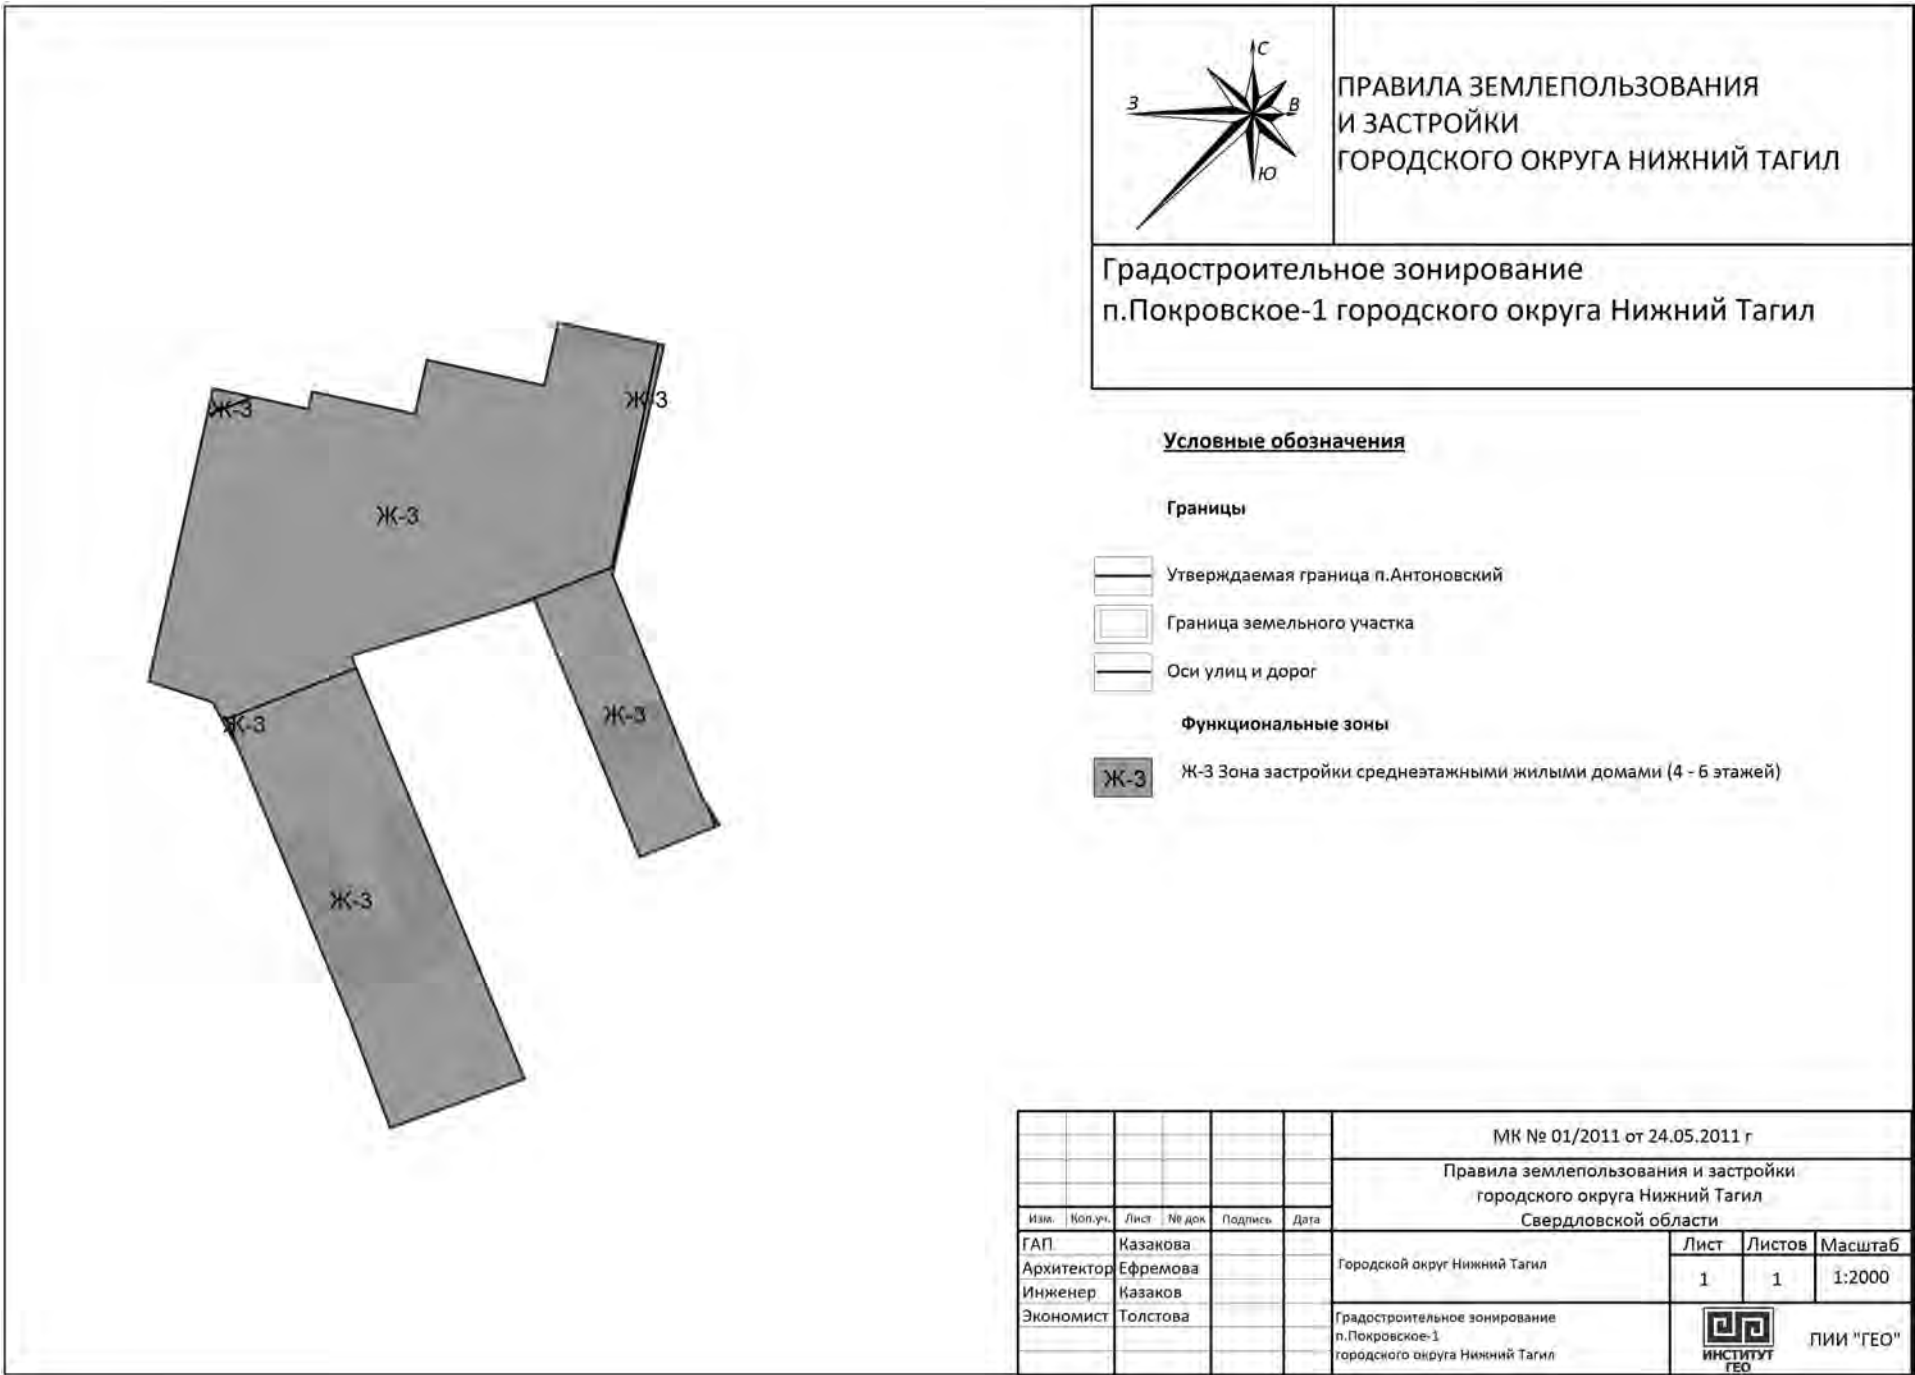 С
З
В
Ю
ПРАВИЛА ЗЕМЛЕПОЛЬЗОВАНИЯ
И ЗАСТРОЙКИ
ГОРОДСКОГО ОКРУГА НИЖНИЙ ТАГИЛ
Градостроительное зонирование
п.Покровское-1 городского округа Нижний Тагил
Ж-3
Ж-3
Ж-3
Ж-3
Ж-3
Ж-3
Условные обозначения
Границы
Утверждаемая граница п.Антоновский
Граница земельного участка
Оси улиц и дорог
Функциональные зоны
Ж-3 Ж-3 Зона застройки среднеэтажными жилыми домами (4 - 6 этажей)
МК № 01/2011 от 24.05.2011 г
Правила землепользования и застройки
городского округа Нижний Тагил
Свердловской области
Изм. Кол.уч. Лист № док Подпись Дата
ГАП Казакова
Архитектор Ефремова
Инженер Казаков
Экономист Толстова
Городской округ Нижний Тагил
Лист Листов Масштаб
1 1 1:2000
Градостроительное зонирование
п.Покровское-1
городского округа Нижний Тагил
ИНСТИТУТ
ГЕО
ПИИ "ГЕО"